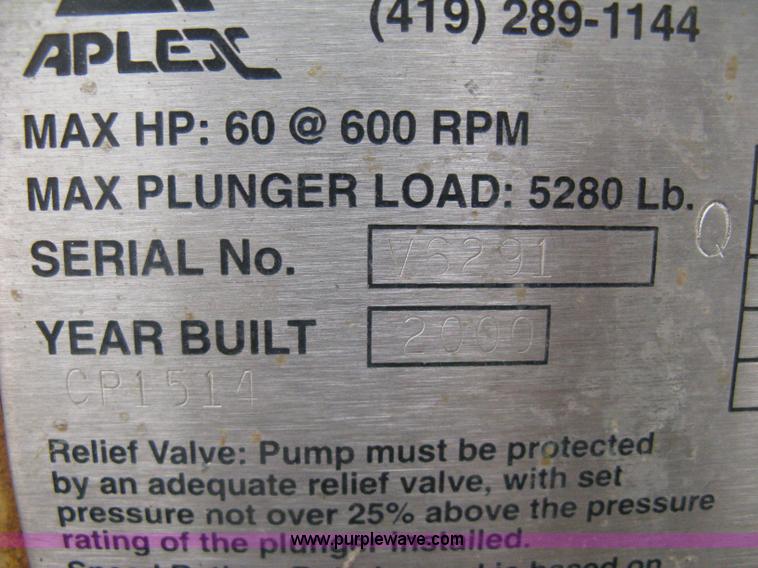 (419) 289-1144
APLEX
MAX HP: 60 @ 600 RPM
MAX PLUNGER LOAD: 5280 Lb.
Q
SERIAL No. V6291
YEAR BUILT 2000
CP1514
Relief Valve: Pump must be protected
by an adequate relief valve, with set
pressure not over 25% above the pressure
rating of the plunger installed.
www.purplewave.com